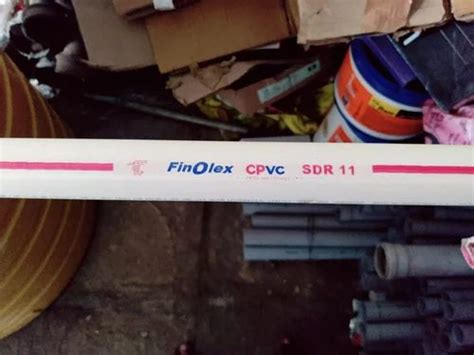 FinOlex CPVC SDR 11